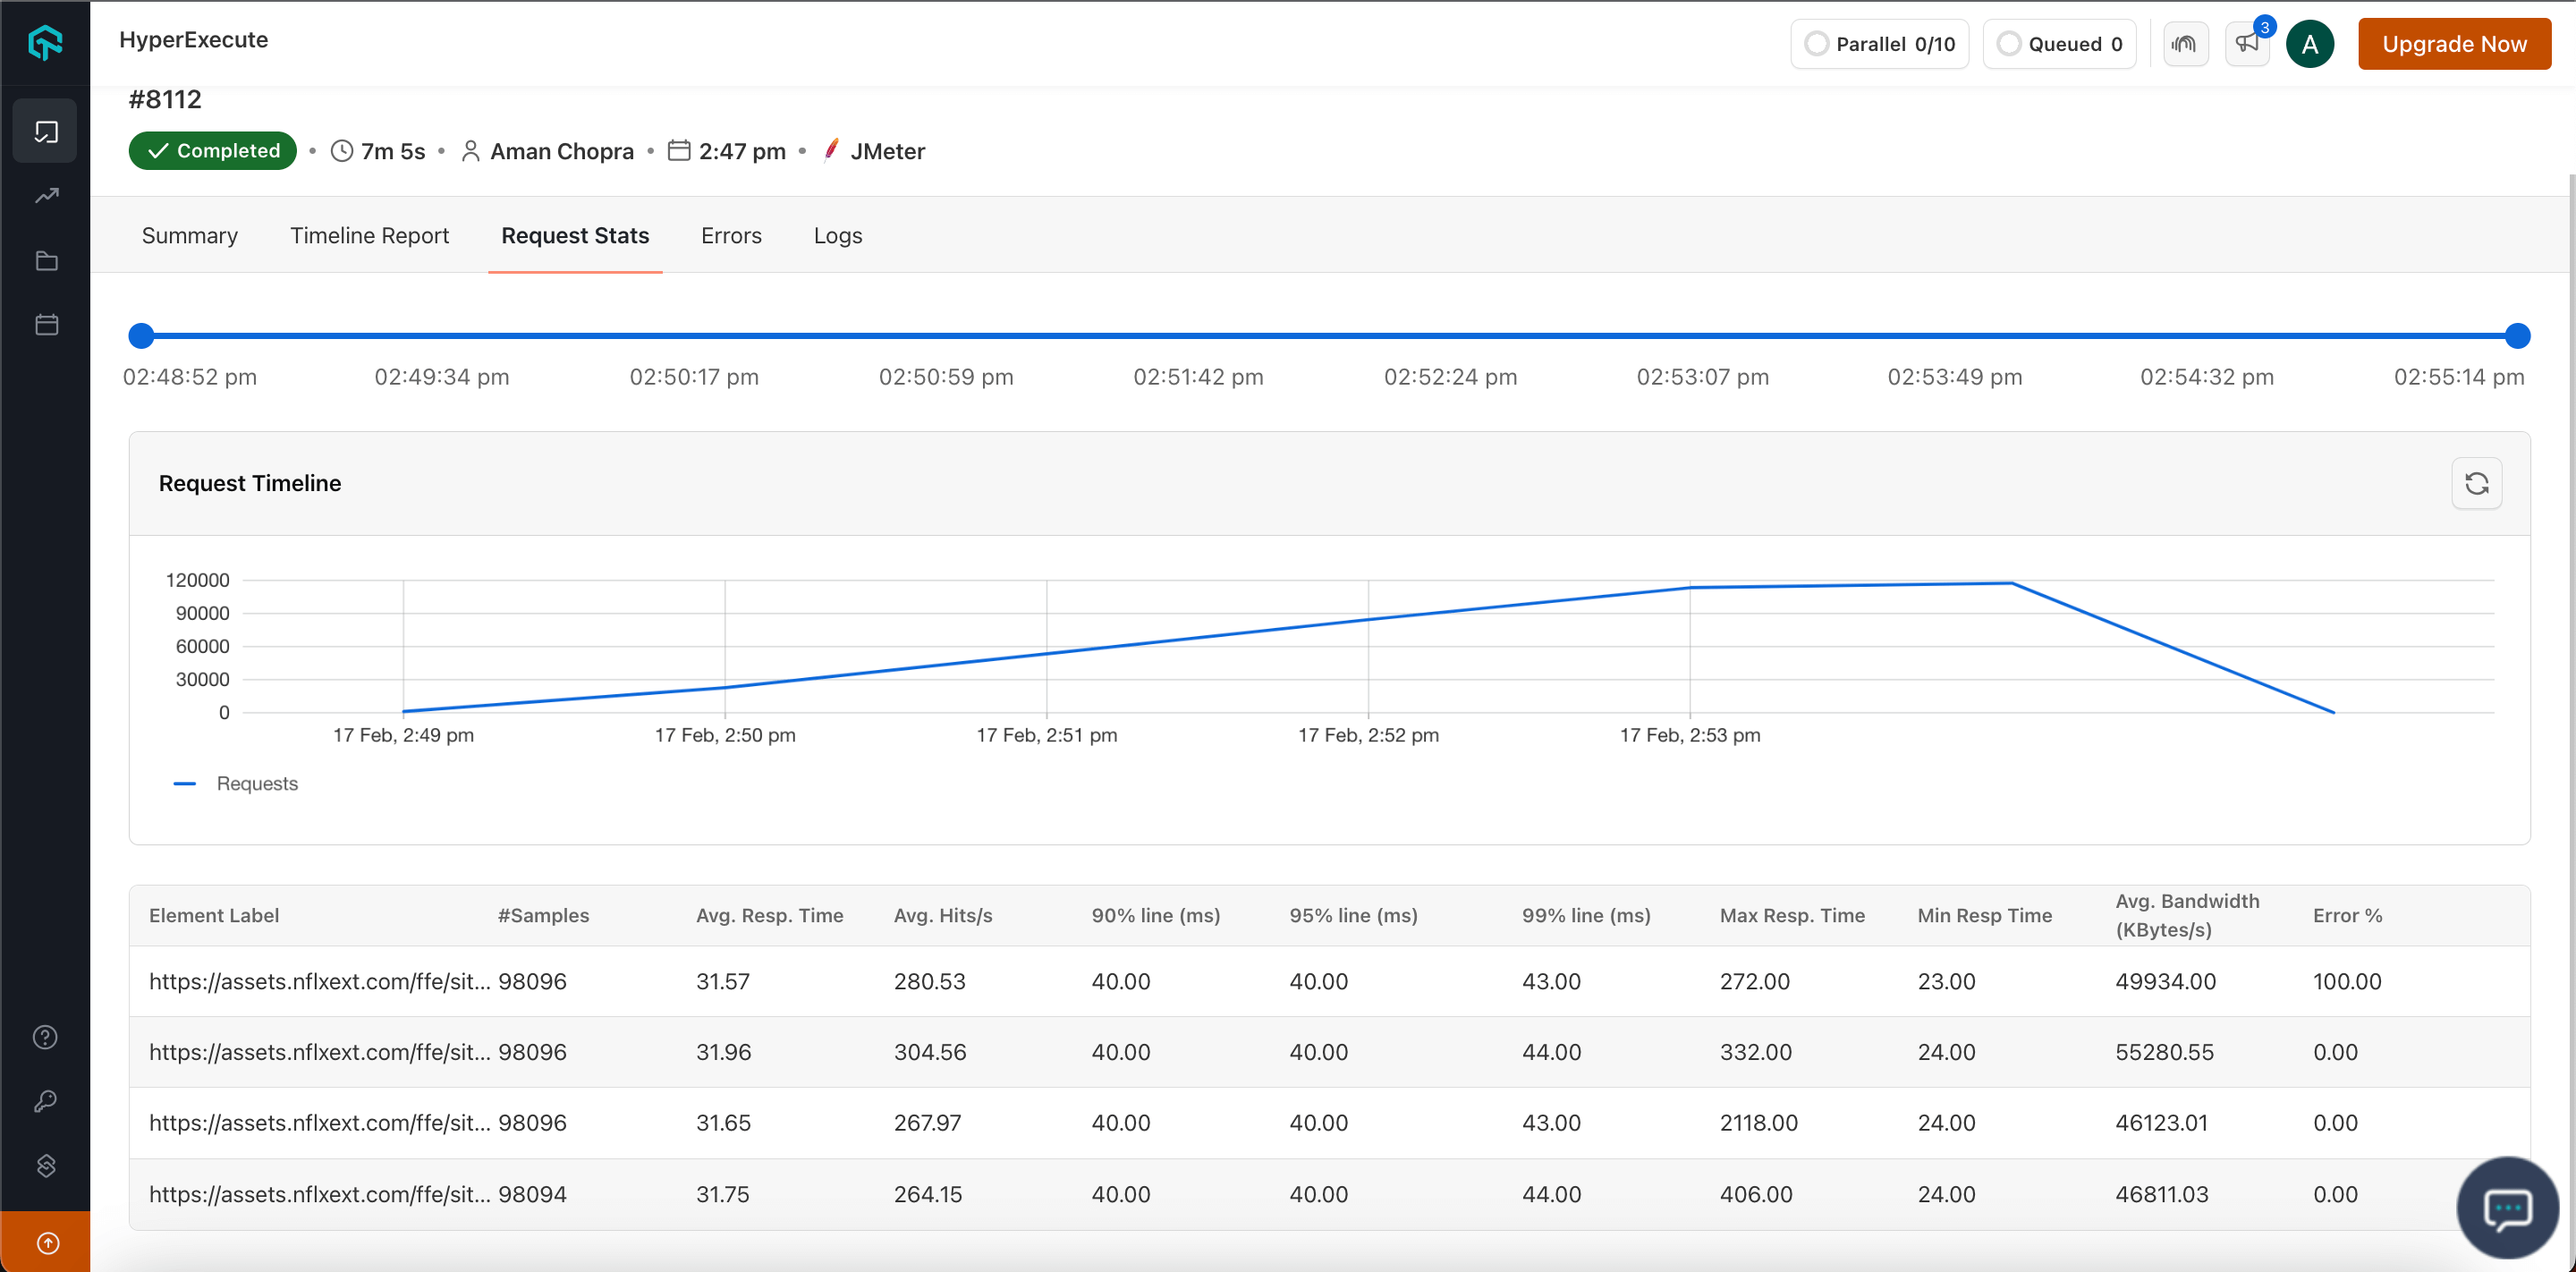 HyperExecute
Parallel 0/10
Queued 0
3
A
Upgrade Now
#8112
Completed • 7m 5s • Aman Chopra • 2:47 pm • JMeter
Summary Timeline Report Request Stats Errors Logs
02:48:52 pm 02:49:34 pm 02:50:17 pm 02:50:59 pm 02:51:42 pm 02:52:24 pm 02:53:07 pm 02:53:49 pm 02:54:32 pm 02:55:14 pm
Request Timeline
120000
90000
60000
30000
0
17 Feb, 2:49 pm 17 Feb, 2:50 pm 17 Feb, 2:51 pm 17 Feb, 2:52 pm 17 Feb, 2:53 pm
Requests
Element Label #Samples Avg. Resp. Time Avg. Hits/s 90% line (ms) 95% line (ms) 99% line (ms) Max Resp. Time Min Resp Time Avg. Bandwidth (KBytes/s) Error %
https://assets.nflxext.com/ffe/sit... 98096 31.57 280.53 40.00 40.00 43.00 272.00 23.00 49934.00 100.00
https://assets.nflxext.com/ffe/sit... 98096 31.96 304.56 40.00 40.00 44.00 332.00 24.00 55280.55 0.00
https://assets.nflxext.com/ffe/sit... 98096 31.65 267.97 40.00 40.00 43.00 2118.00 24.00 46123.01 0.00
https://assets.nflxext.com/ffe/sit... 98094 31.75 264.15 40.00 40.00 44.00 406.00 24.00 46811.03 0.00